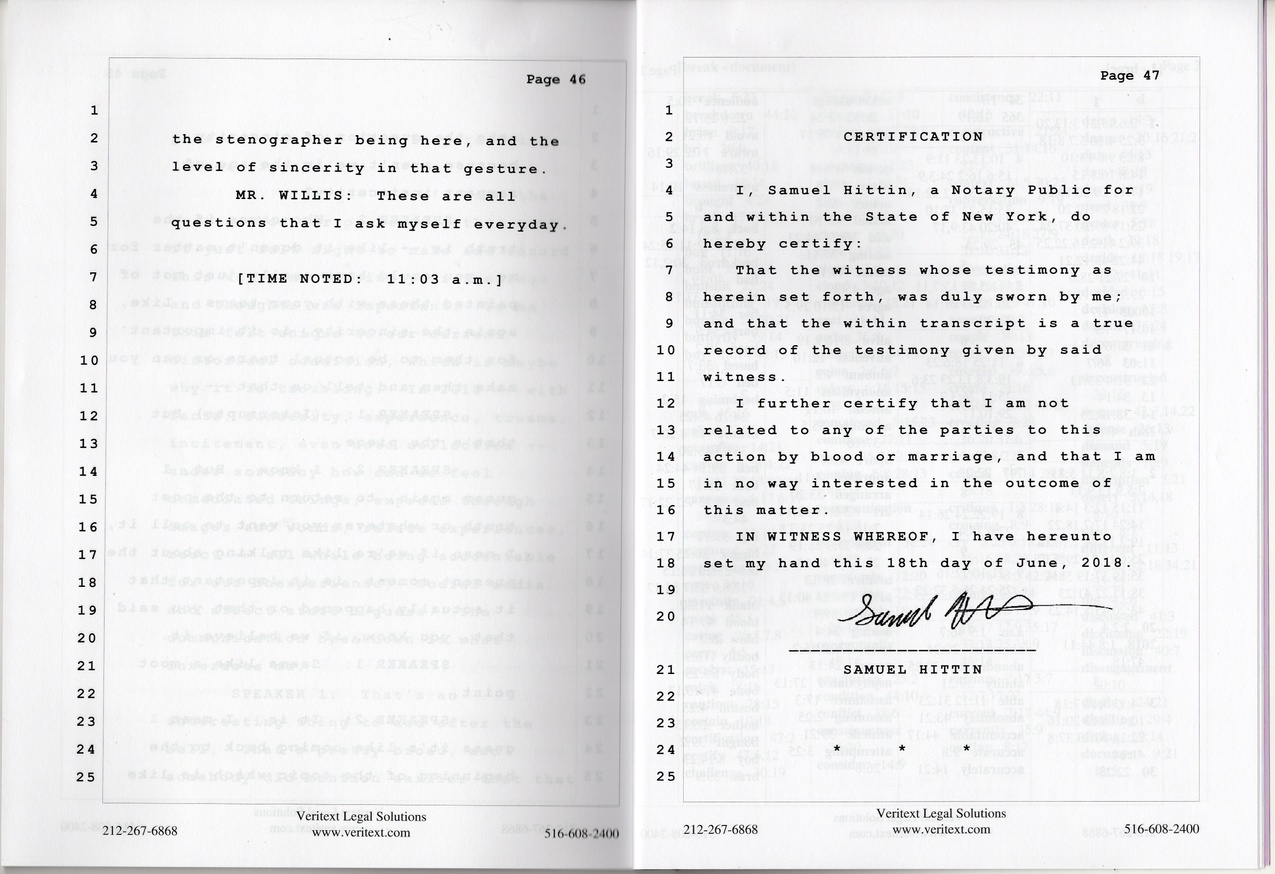 Page 46
1
2 the stenographer being here, and the
3 level of sincerity in that gesture.
4 MR. WILLIS: These are all
5 questions that I ask myself everyday.
6
7 [TIME NOTED: 11:03 a.m.]
8
9
10
11
12
13
14
15
16
17
18
19
20
21
22
23
24
25
Veritext Legal Solutions
212-267-6868 www.veritext.com 516-608-2400
Page 47
1
2 CERTIFICATION
3
4 I, Samuel Hittin, a Notary Public for
5 and within the State of New York, do
6 hereby certify:
7 That the witness whose testimony as
8 herein set forth, was duly sworn by me;
9 and that the within transcript is a true
10 record of the testimony given by said
11 witness.
12 I further certify that I am not
13 related to any of the parties to this
14 action by blood or marriage, and that I am
15 in no way interested in the outcome of
16 this matter.
17 IN WITNESS WHEREOF, I have hereunto
18 set my hand this 18th day of June, 2018.
19
20
21 SAMUEL HITTIN
22
23
24 * * *
25
Veritext Legal Solutions
212-267-6868 www.veritext.com 516-608-2400